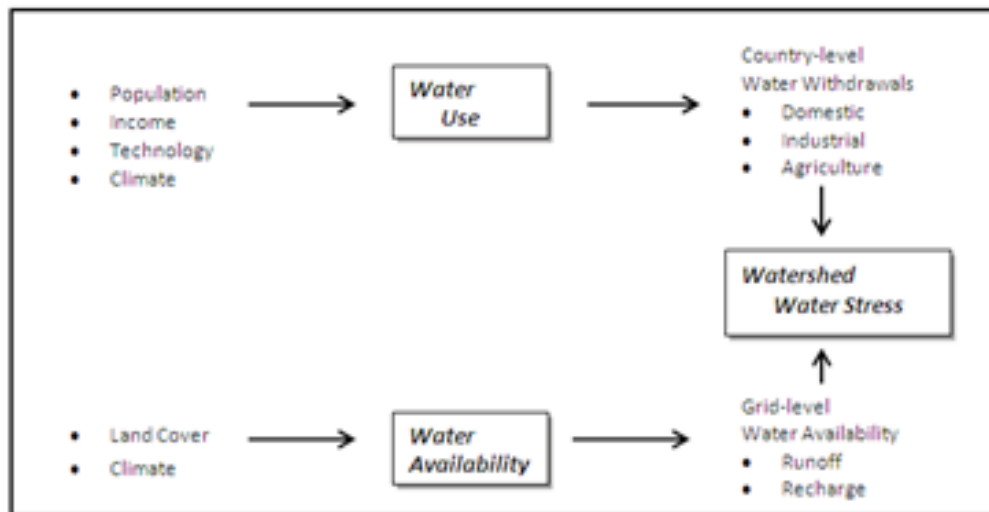 • Population
• Income
• Technology
• Climate
Water
Use
Country-level
Water Withdrawals
• Domestic
• Industrial
• Agriculture
Watershed
Water Stress
• Land Cover
• Climate
Water
Availability
Grid-level
Water Availability
• Runoff
• Recharge